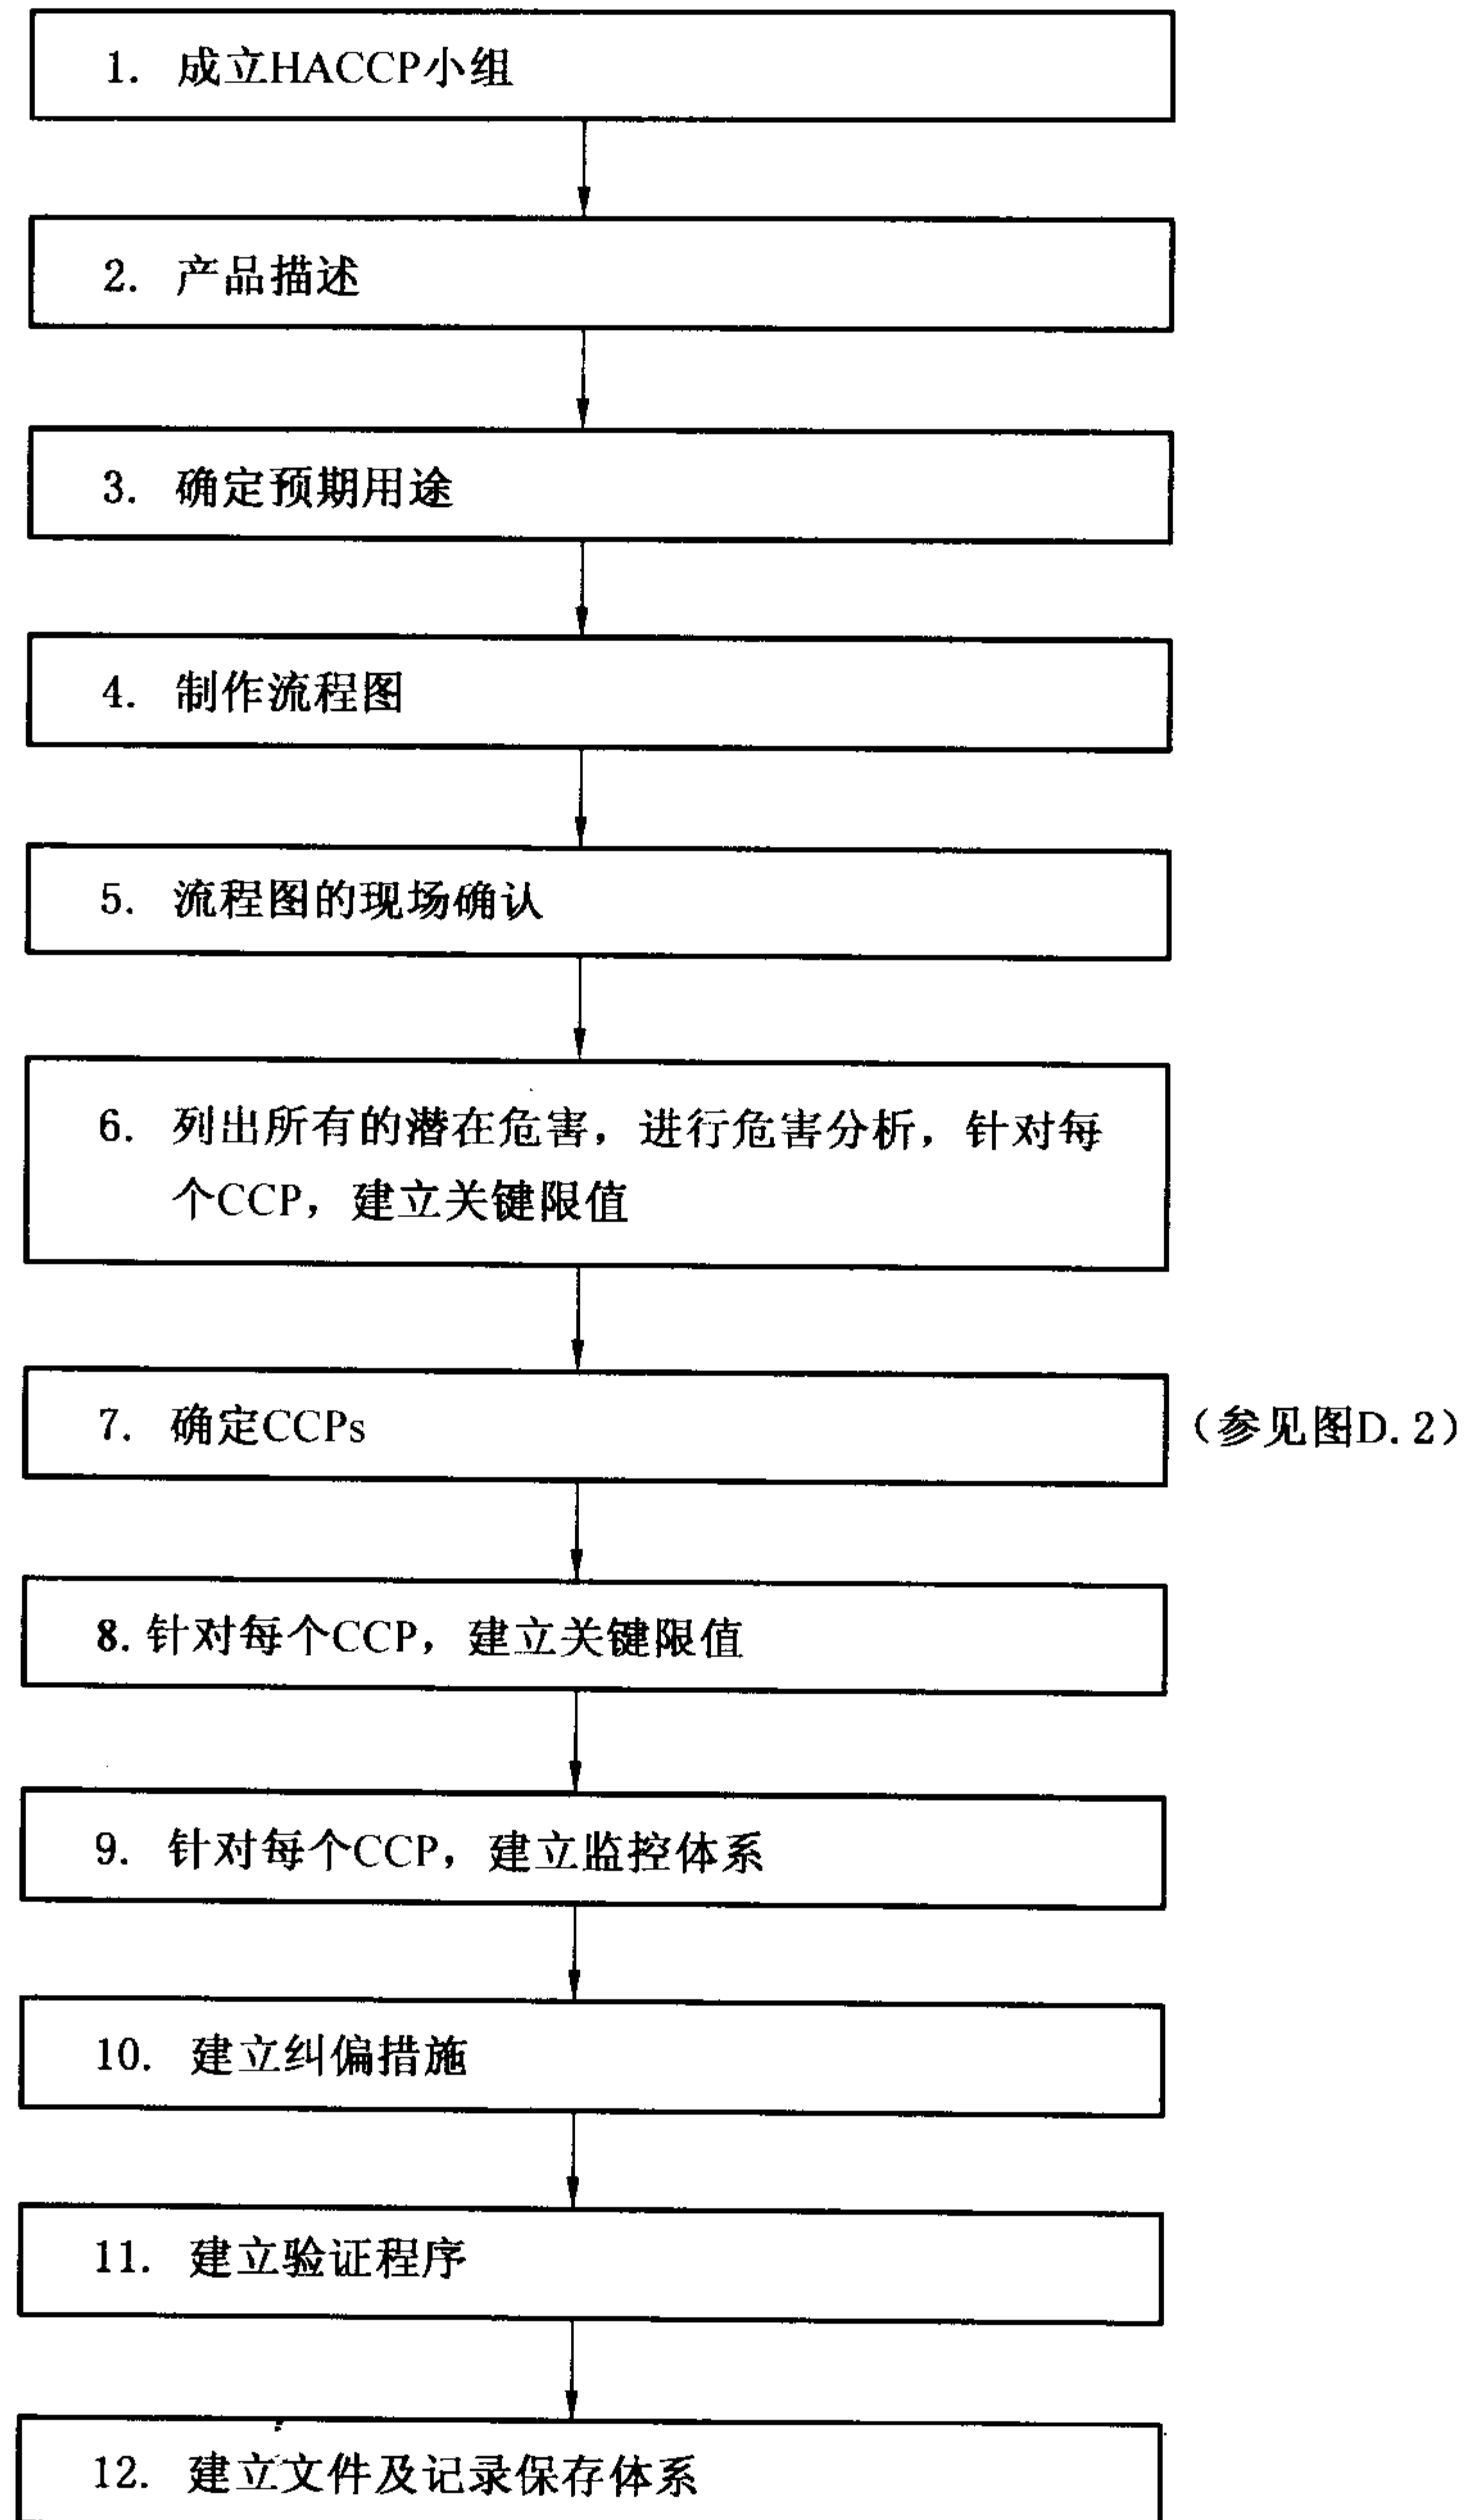 1. 成立HACCP小组
2. 产品描述
3. 确定预期用途
4. 制作流程图
5. 流程图的现场确认
6. 列出所有的潜在危害，进行危害分析，针对每
个CCP，建立关键限值
7. 确定CCPs
（参见图D.2）
8. 针对每个CCP，建立关键限值
9. 针对每个CCP，建立监控体系
10. 建立纠偏措施
11. 建立验证程序
12. 建立文件及记录保存体系